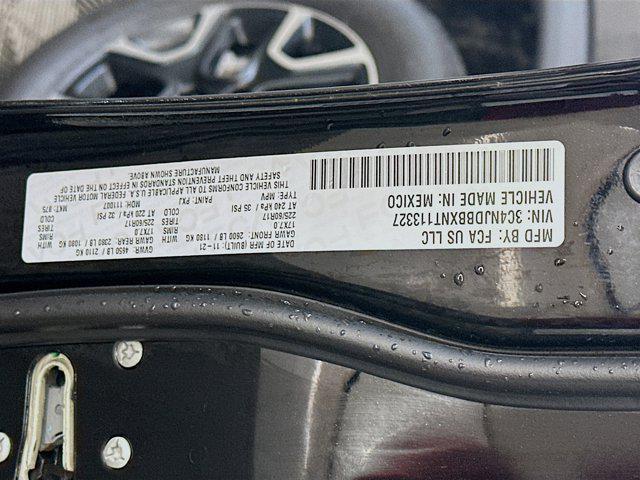 MFD BY: FCA US LLC
DATE OF MFR (BUILT): 11-21
GVWR: 4650 LB / 2110 KG
GAWR FRONT: 2600 LB / 1180 KG
GAWR REAR: 2380 LB / 1080 KG
WITH
17X7.0
RIMS
17X7.0
RIMS
WITH
225/60R17
TIRES
225/60R17
TIRES
AT 240 kPa / 35 PSI
COLD
AT 220 kPa / 32 PSI
COLD
VIN: 3C4NJDBBXNT113327
TYPE: MPV
PAINT: PXJ
MDH: 111007
MKT: 875
VEHICLE MADE IN: MEXICO
THIS VEHICLE CONFORMS TO ALL APPLICABLE U.S.A. FEDERAL MOTOR VEHICLE
SAFETY AND THEFT PREVENTION STANDARDS IN EFFECT ON THE DATE OF
MANUFACTURE SHOWN ABOVE.